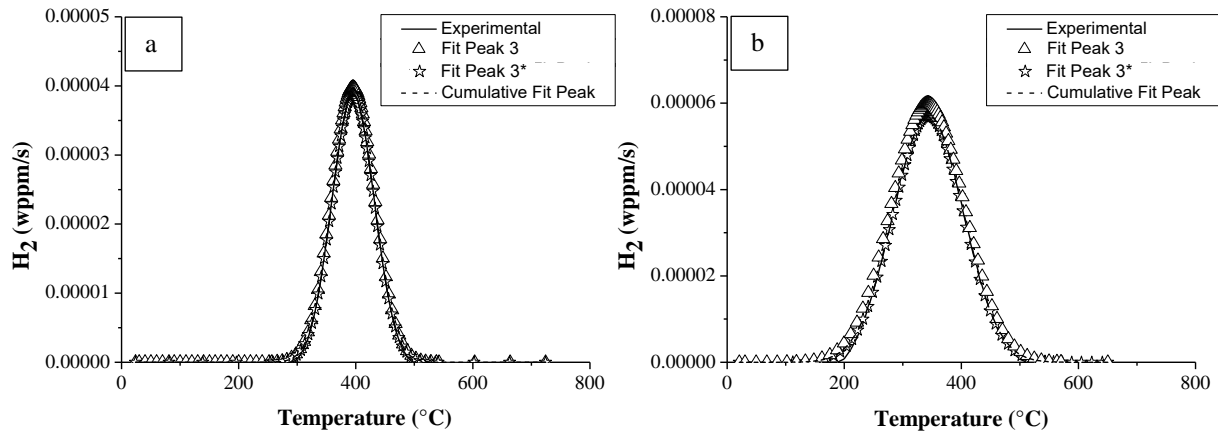 a
Experimental
Fit Peak 3
Fit Peak 3*
Cumulative Fit Peak
0.00005
0.00004
0.00003
0.00002
0.00001
0.00000
H2 (wppm/s)
0 200 400 600 800
Temperature (°C)
b
Experimental
Fit Peak 3
Fit Peak 3*
Cumulative Fit Peak
0.00008
0.00006
0.00004
0.00002
0.00000
H2 (wppm/s)
0 200 400 600 800
Temperature (°C)